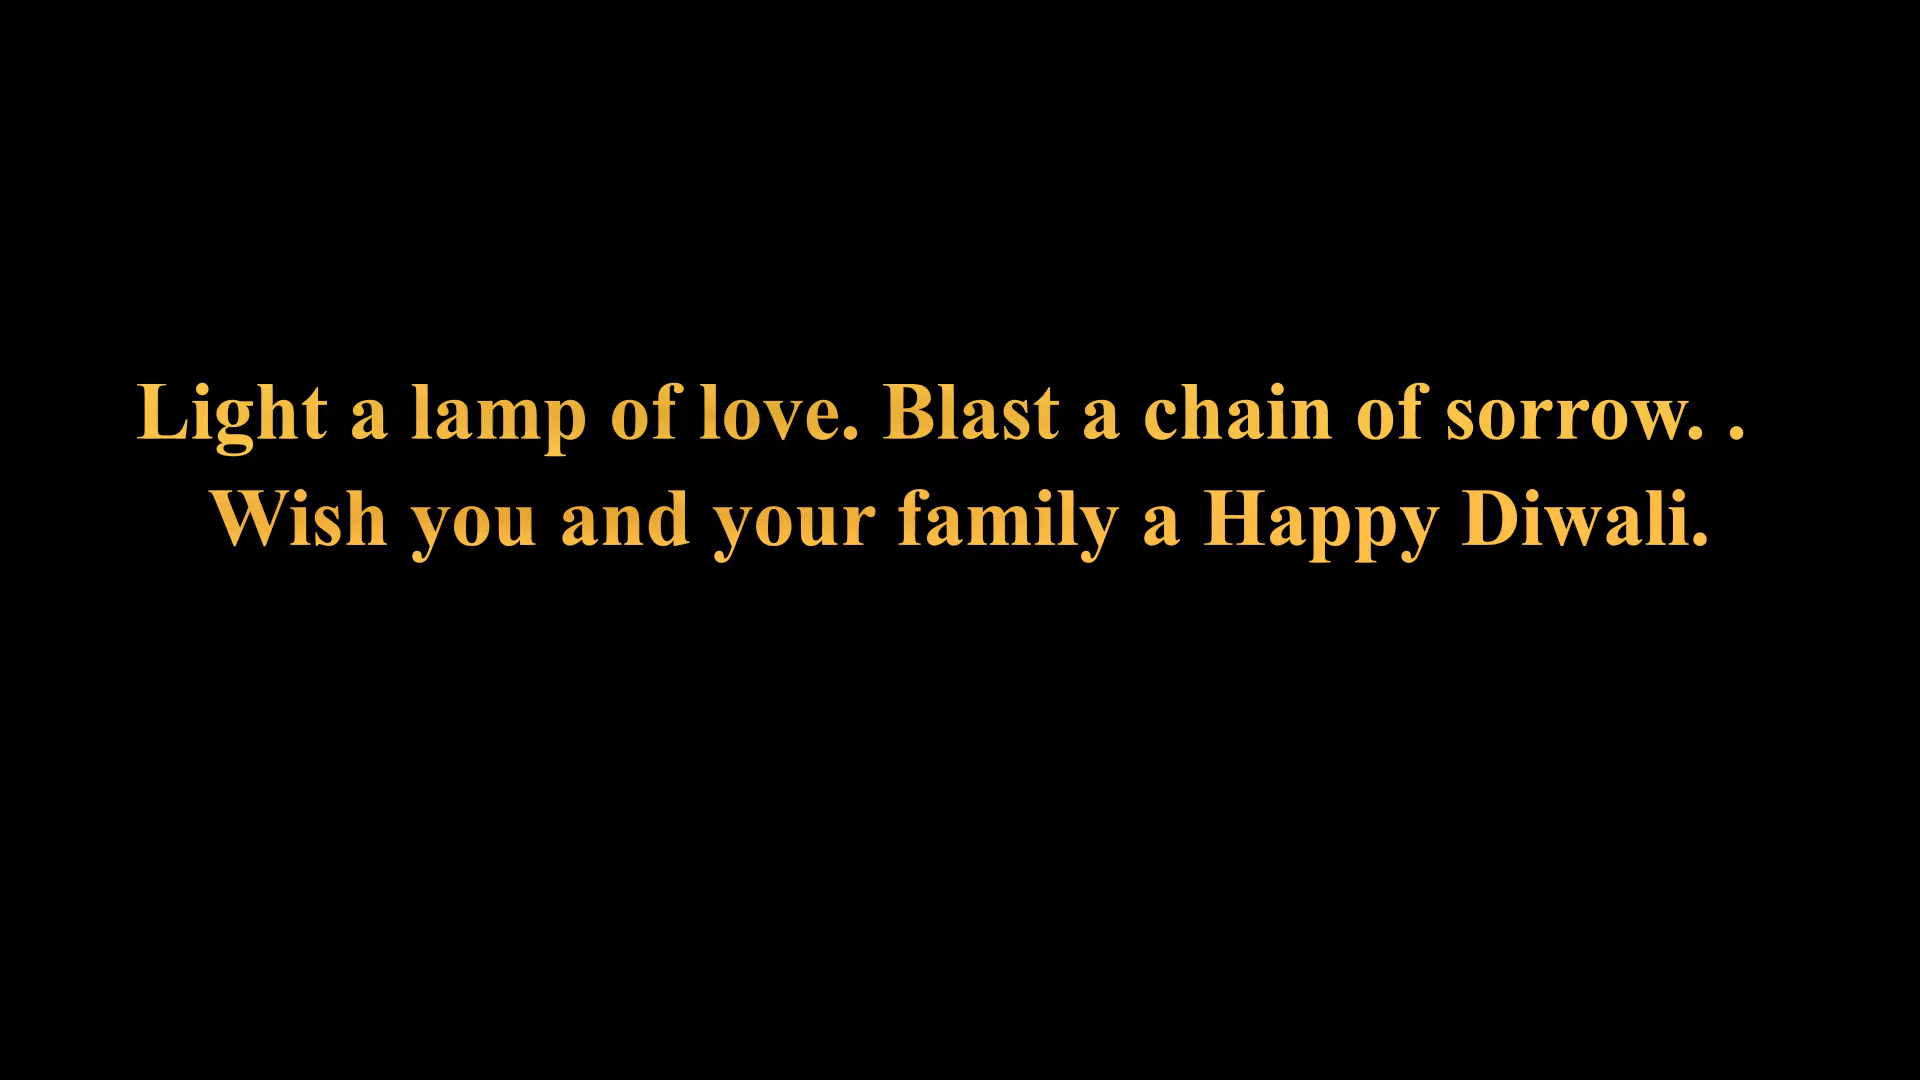 Light a lamp of love. Blast a chain of sorrow. .
Wish you and your family a Happy Diwali.